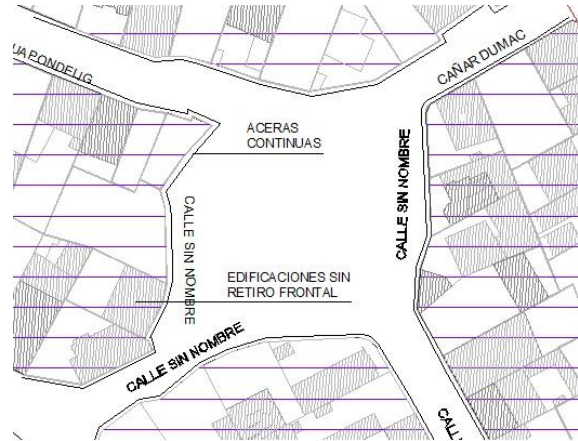 CAÑAR DUMAC
ACERAS
CONTINUAS
CALLE SIN NOMBRE
CALLE SIN NOMBRE
EDIFICACIONES SIN
RETIRO FRONTAL
CALLE SIN NOMBRE